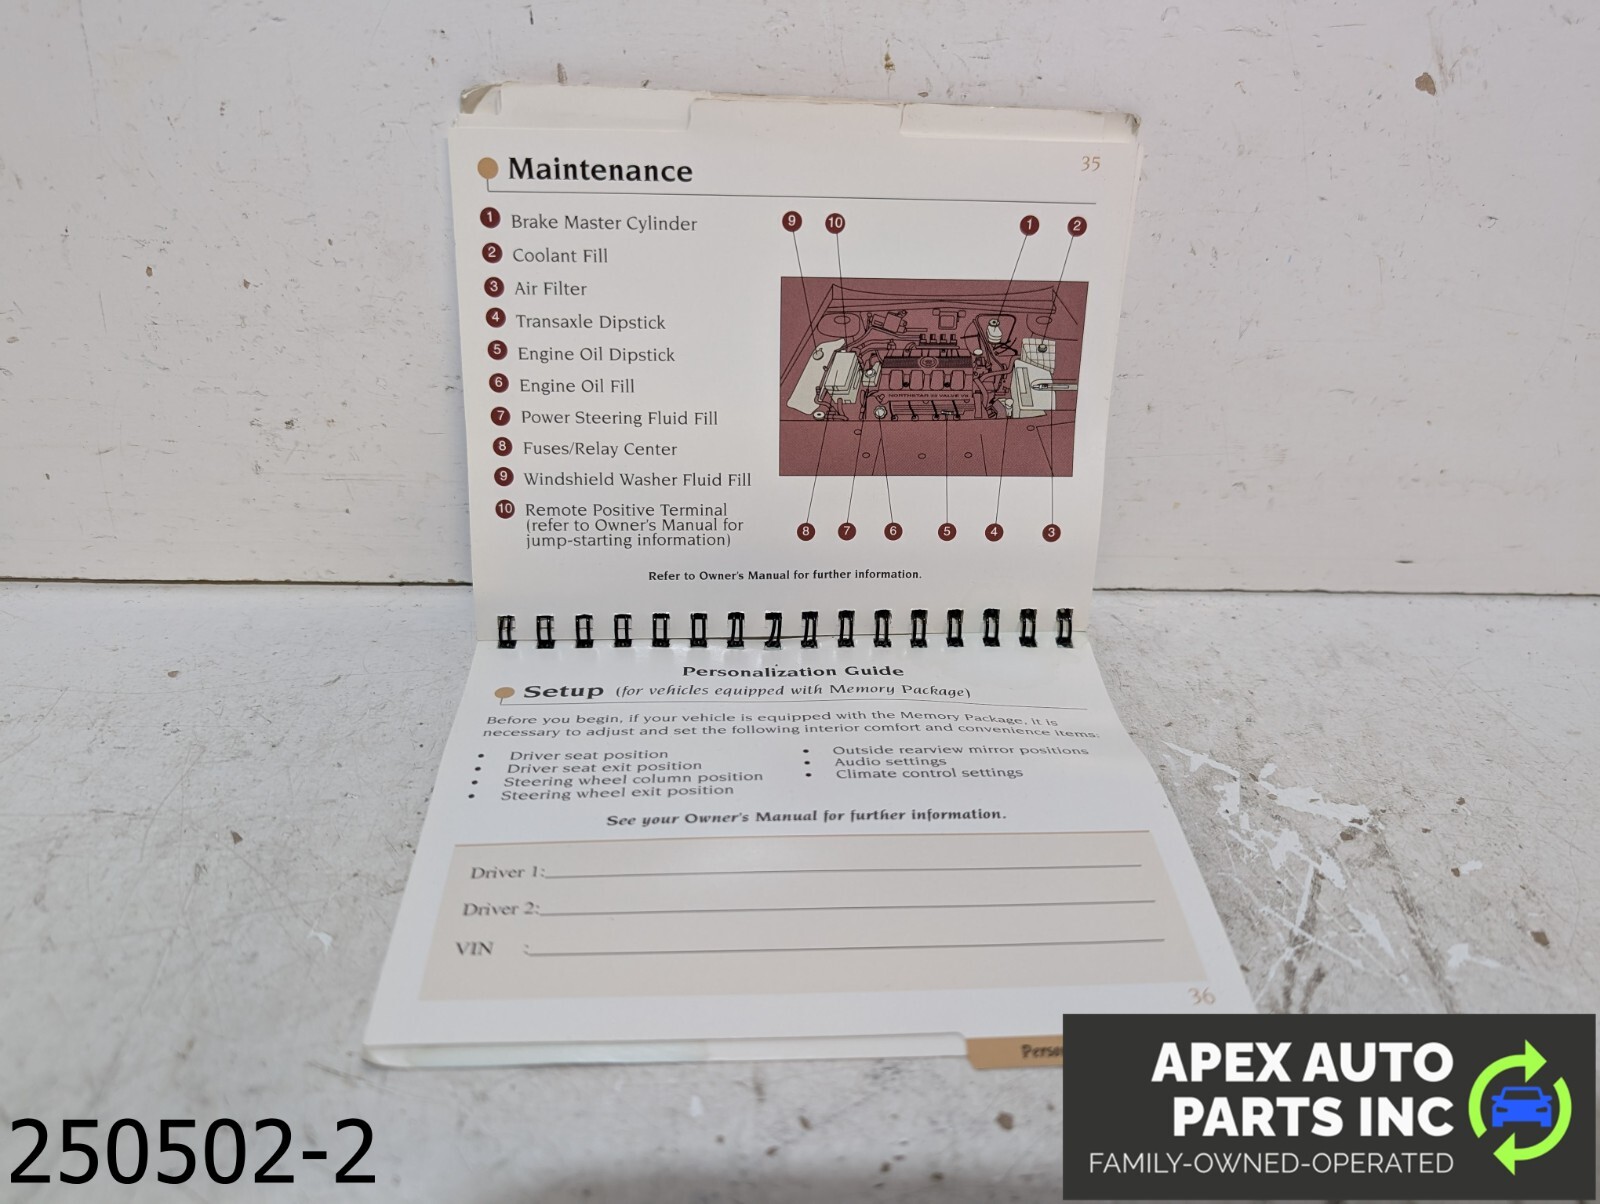 Maintenance
35
1 Brake Master Cylinder
2 Coolant Fill
3 Air Filter
4 Transaxle Dipstick
5 Engine Oil Dipstick
6 Engine Oil Fill
7 Power Steering Fluid Fill
8 Fuses/Relay Center
9 Windshield Washer Fluid Fill
10 Remote Positive Terminal
(refer to Owner's Manual for
jump-starting information)
9 10 1 2
NORTHSTAR 32 VALVE V8
8 7 6 5 4 3
Refer to Owner's Manual for further information.
Personalization Guide
Setup (for vehicles equipped with Memory Package)
Before you begin, if your vehicle is equipped with the Memory Package, it is
necessary to adjust and set the following interior comfort and convenience items:
• Driver seat position
• Driver seat exit position
• Steering wheel column position
• Steering wheel exit position
• Outside rearview mirror positions
• Audio settings
• Climate control settings
See your Owner's Manual for further information.
Driver 1:
Driver 2:
VIN :
36
250502-2
APEX AUTO
PARTS INC
FAMILY-OWNED-OPERATED